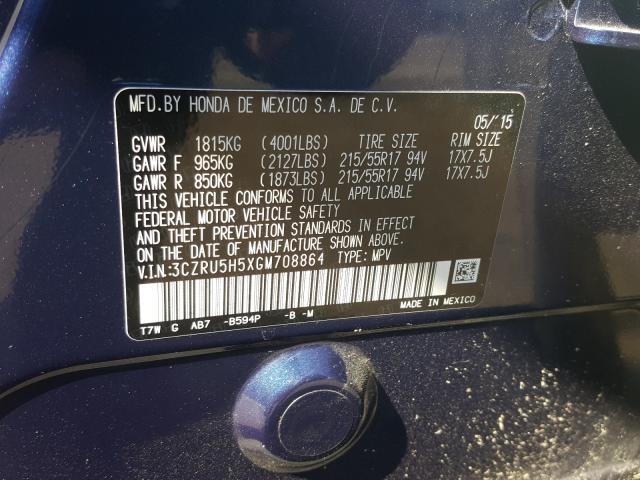 MFD.BY HONDA DE MEXICO S.A. DE C.V.
05/'15
GVWR 1815KG (4001LBS) TIRE SIZE RIM SIZE
GAWR F 965KG (2127LBS) 215/55R17 94V 17X7.5J
GAWR R 850KG (1873LBS) 215/55R17 94V 17X7.5J
THIS VEHICLE CONFORMS TO ALL APPLICABLE
FEDERAL MOTOR VEHICLE SAFETY
AND THEFT PREVENTION STANDARDS IN EFFECT
ON THE DATE OF MANUFACTURE SHOWN ABOVE.
V.I.N:3CZRU5H5XGM708864 TYPE: MPV
MADE IN MEXICO
T7W G AB7 -B594P -B -M